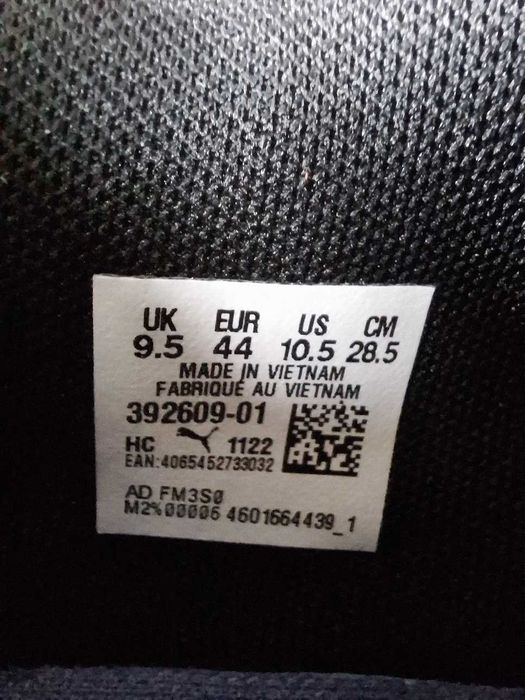 UK EUR US CM
9.5 44 10.5 28.5
MADE IN VIETNAM
FABRIQUÉ AU VIETNAM
392609-01
HC 1122
EAN:4065452733032
AD FM3S0
M2%00006 4601664439_1